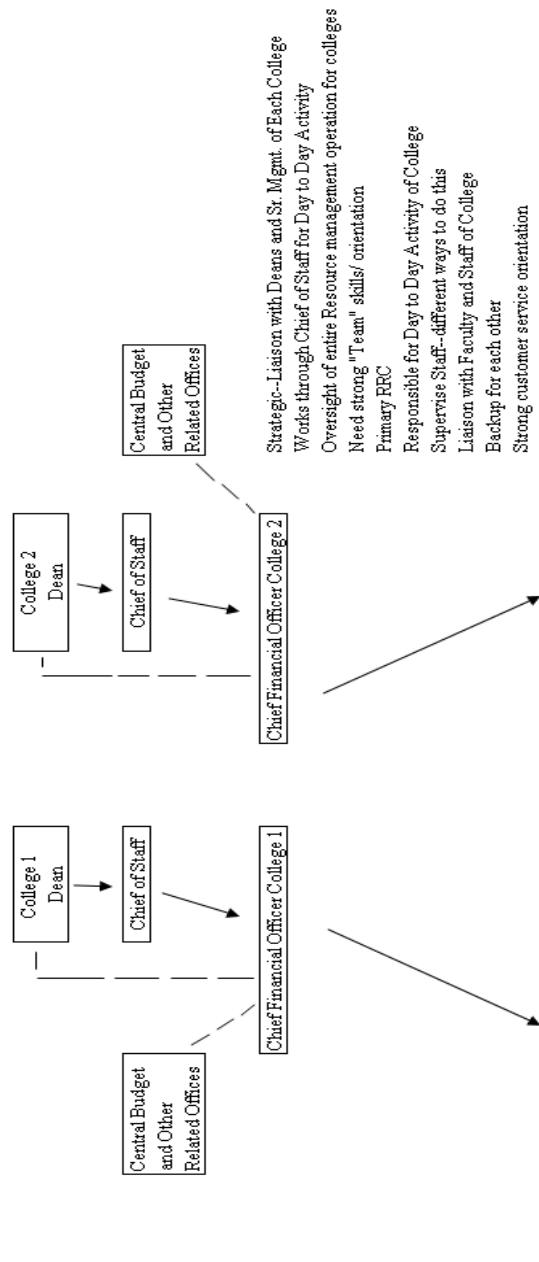 College 1
Dean
College 2
Dean
Chief of Staff
Chief of Staff
Central Budget
and Other
Related Offices
Central Budget
and Other
Related Offices
Chief Financial Officer College 1
Chief Financial Officer College 2
Strategic--Liaison with Deans and Sr. Mgmt. of Each College
Works through Chief of Staff for Day to Day Activity
Oversight of entire Resource management operation for colleges
Need strong "Team" skills/ orientation
Primary RRC
Responsible for Day to Day Activity of College
Supervise Staff--different ways to do this
Liaison with Faculty and Staff of College
Backup for each other
Strong customer service orientation